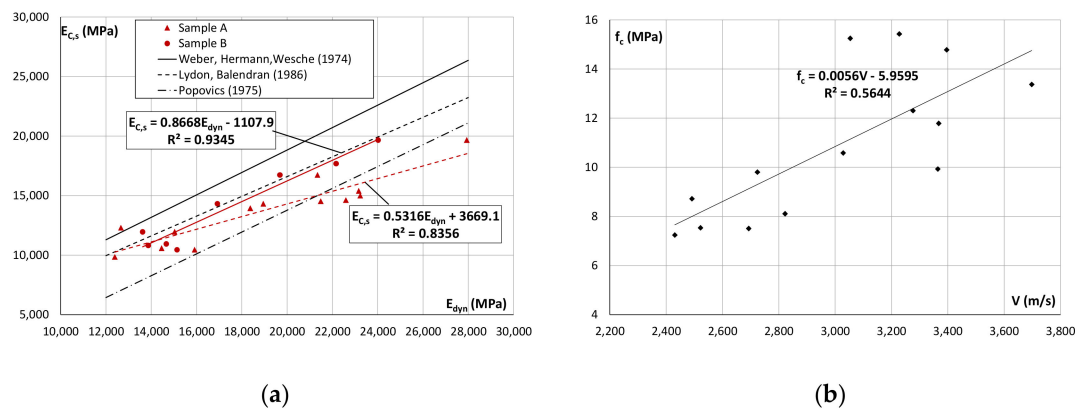 30,000
25,000
20,000
15,000
10,000
5,000
E_C,s (MPa)
Sample A
Sample B
Weber, Hermann,Wesche (1974)
Lydon, Balendran (1986)
Popovics (1975)
E_C,s = 0.8668E_dyn - 1107.9
R² = 0.9345
E_C,s = 0.5316E_dyn + 3669.1
R² = 0.8356
E_dyn (MPa)
10,000 12,000 14,000 16,000 18,000 20,000 22,000 24,000 26,000 28,000 30,000
(a)
16
14
12
10
8
6
4
f_c (MPa)
f_c = 0.0056V - 5.9595
R² = 0.5644
V (m/s)
2,200 2,400 2,600 2,800 3,000 3,200 3,400 3,600 3,800
(b)